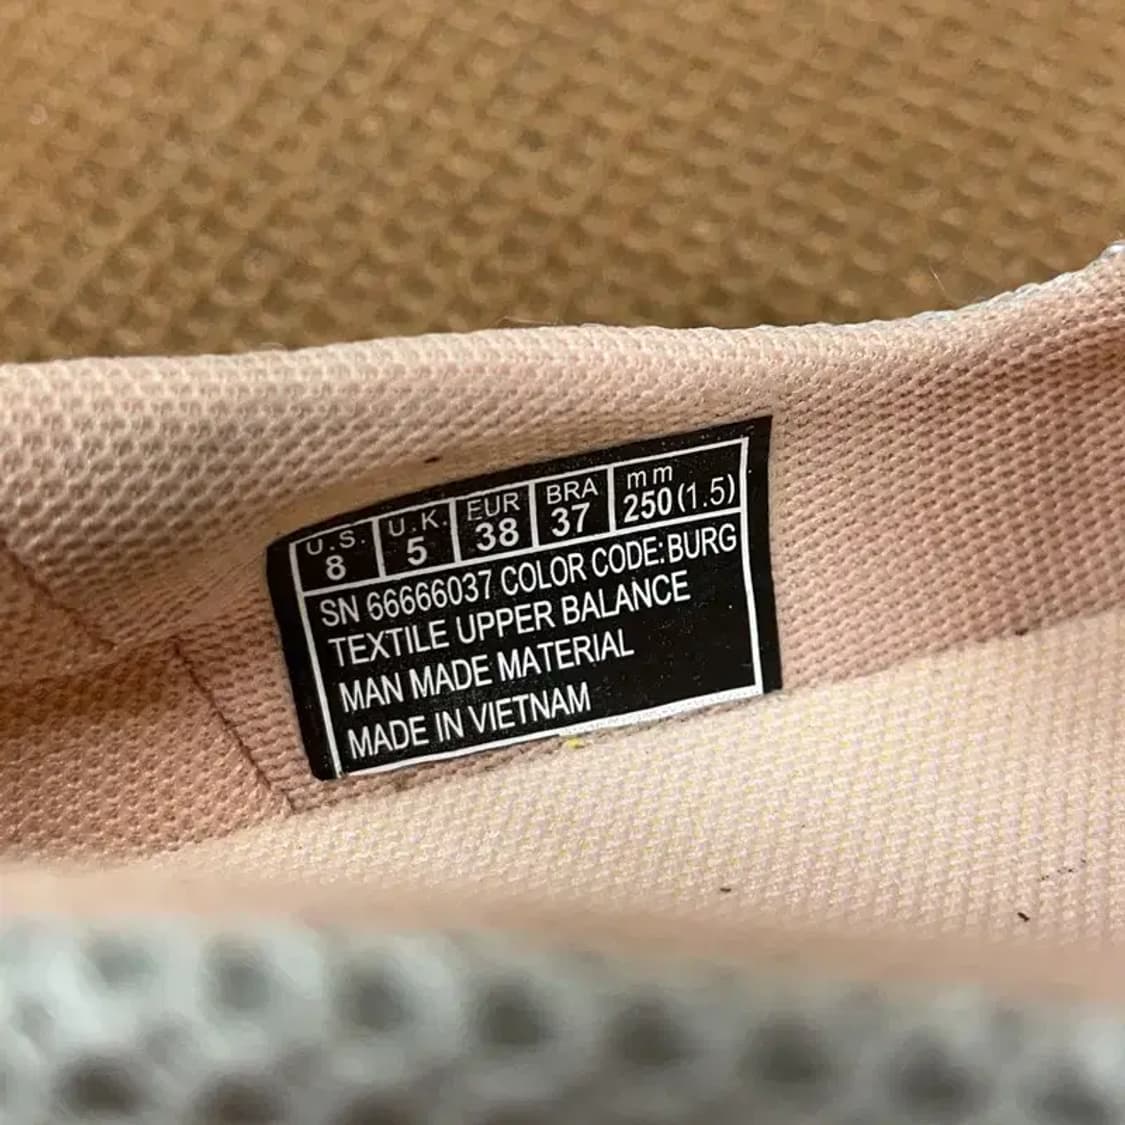 U.S. U.K. EUR BRA mm
8 5 38 37 250 (1.5)
SN 66666037 COLOR CODE: BURG
TEXTILE UPPER BALANCE
MAN MADE MATERIAL
MADE IN VIETNAM